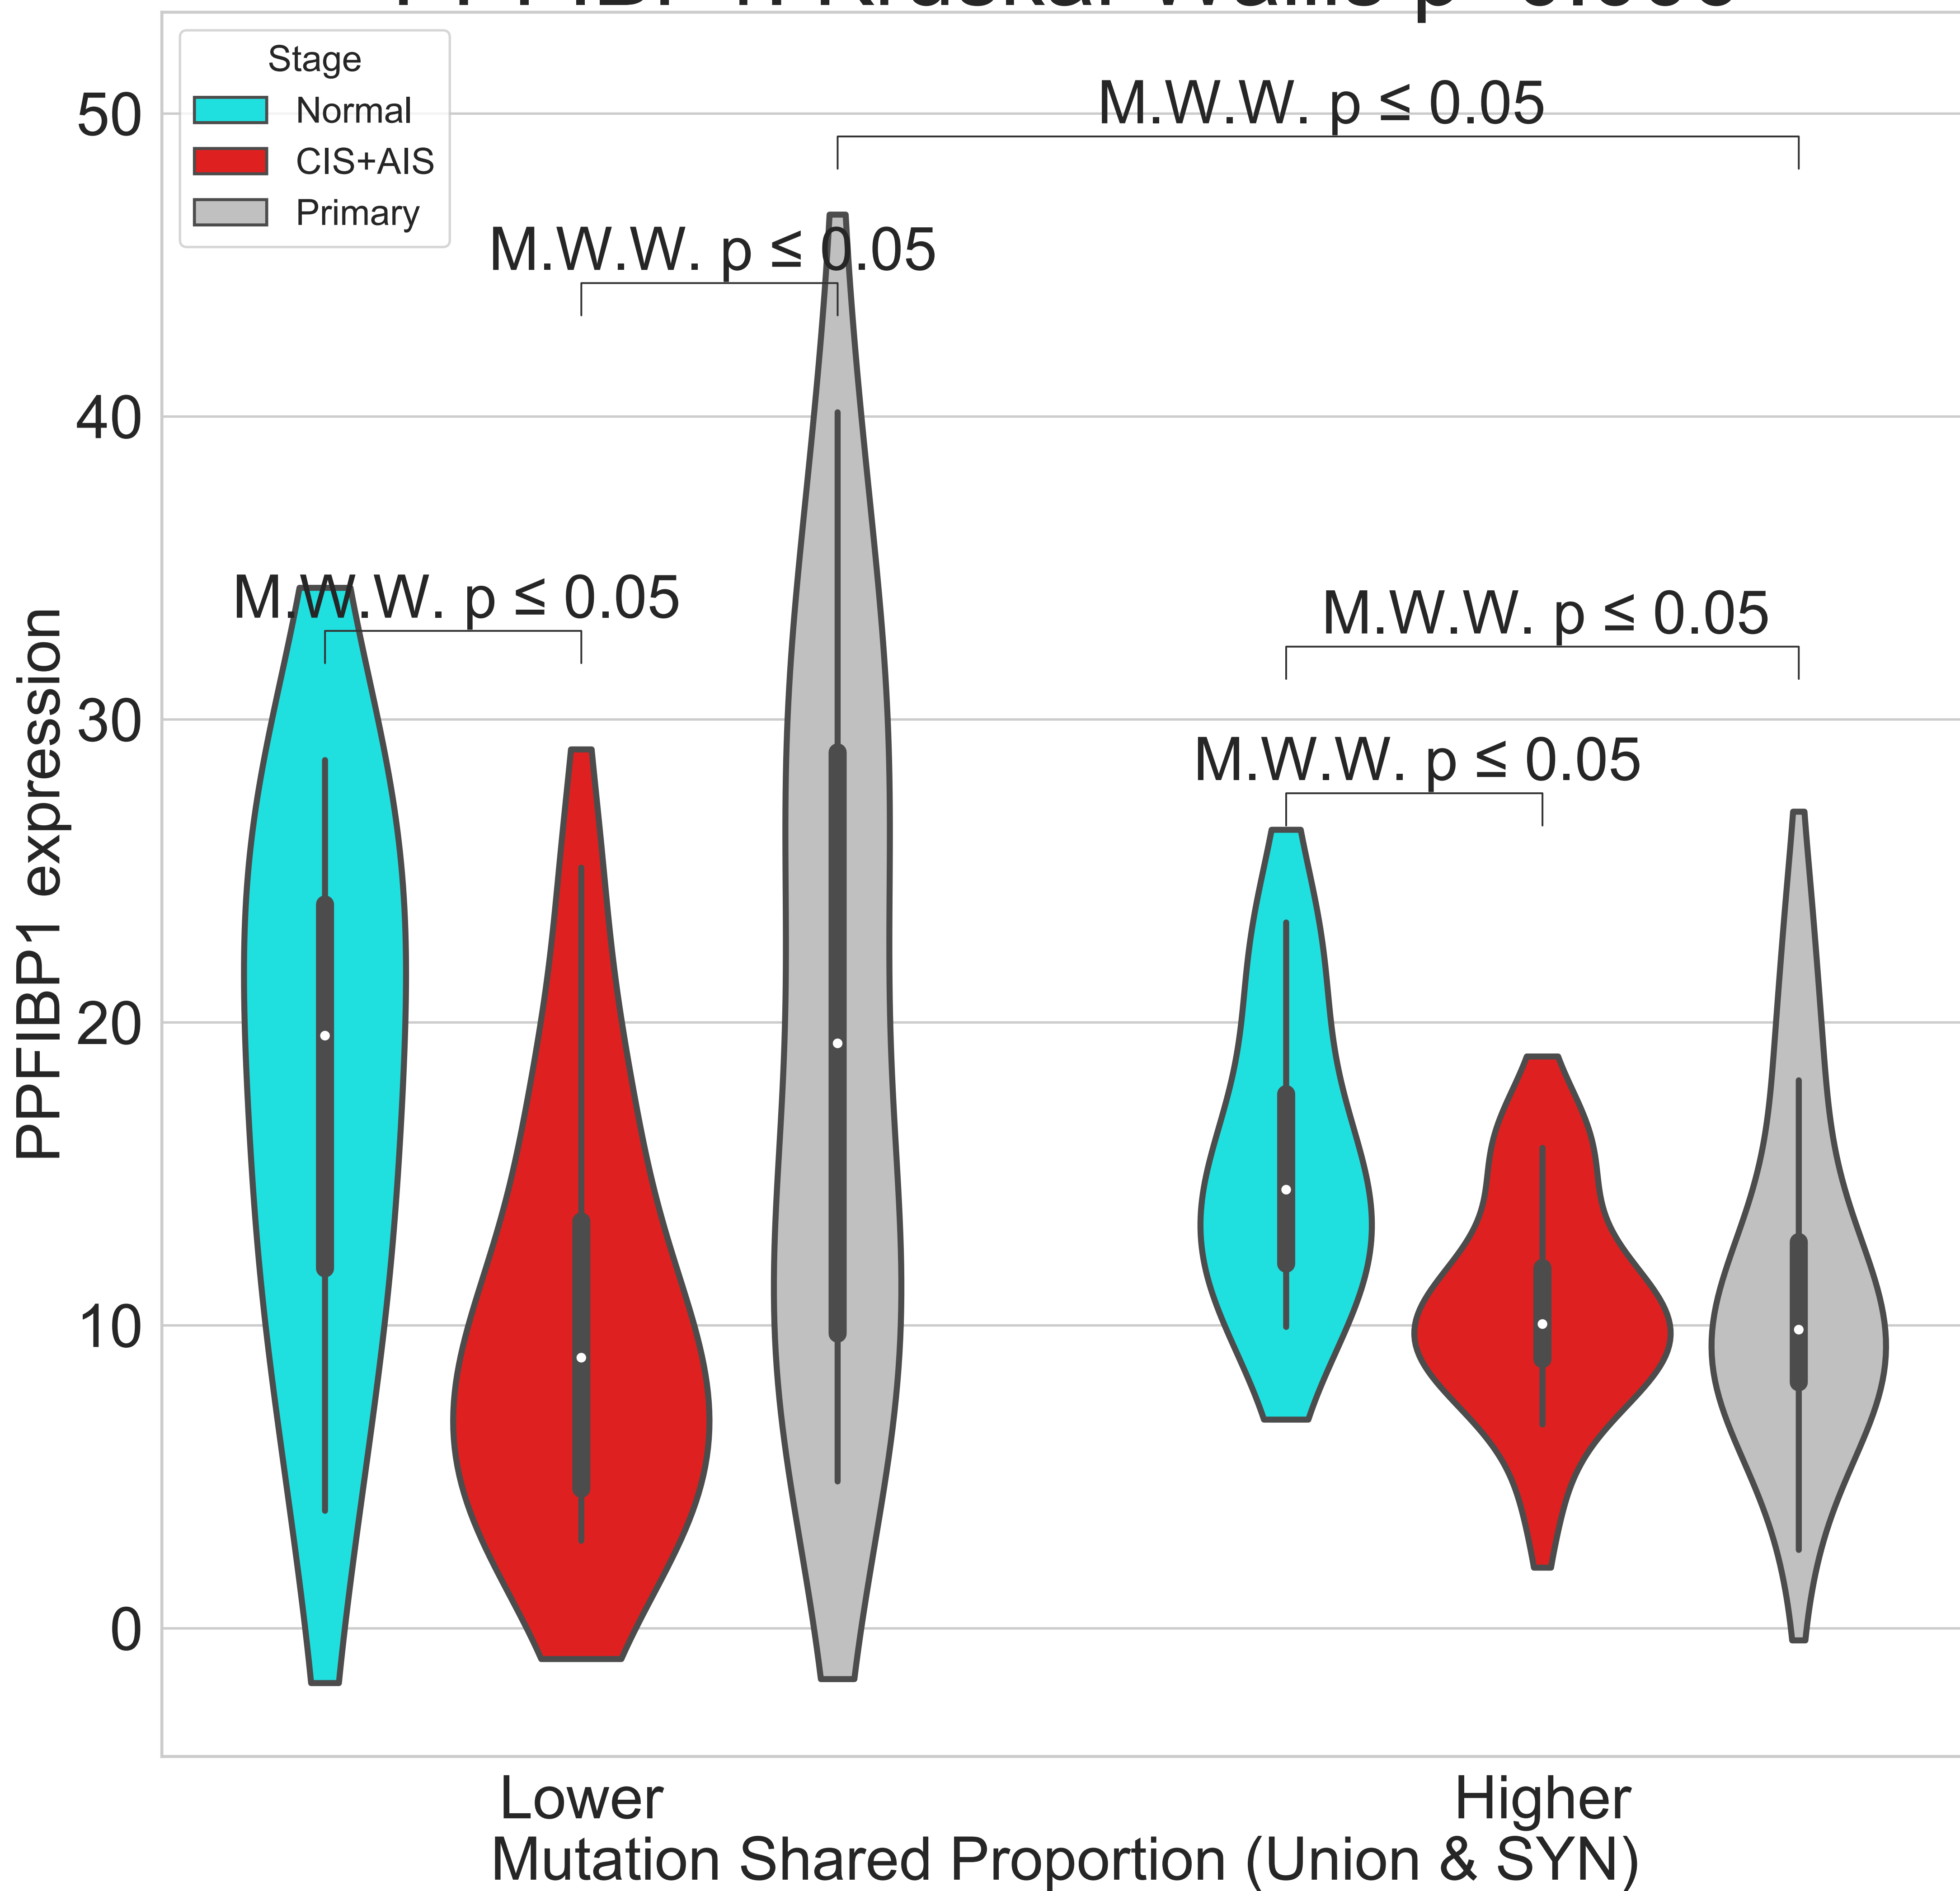 Stage
Normal
CIS+AIS
Primary
M.W.W. p ≤ 0.05
M.W.W. p ≤ 0.05
M.W.W. p ≤ 0.05
M.W.W. p ≤ 0.05
M.W.W. p ≤ 0.05
50
40
30
20
10
0
PPFIBP1 expression
Lower
Higher
Mutation Shared Proportion (Union & SYN)